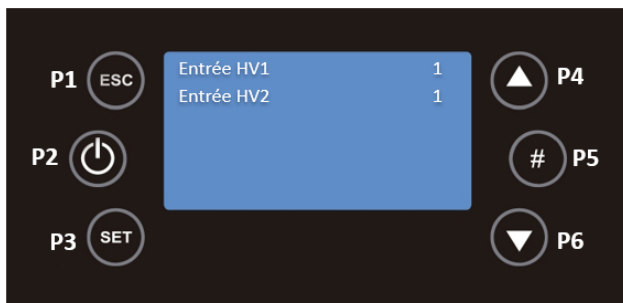 P1 ESC
Entrée HV1 1
Entrée HV2 1
P4
P2
# P5
P3 SET
P6